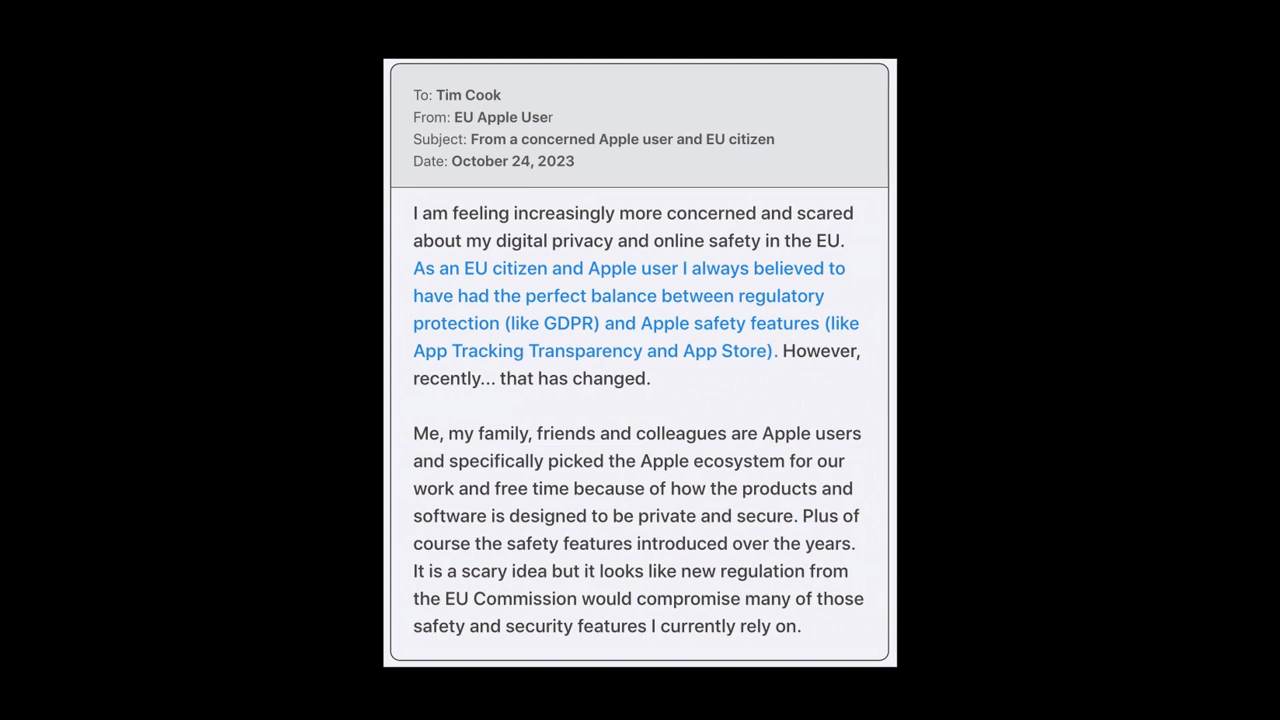 To: Tim Cook
From: EU Apple User
Subject: From a concerned Apple user and EU citizen
Date: October 24, 2023
I am feeling increasingly more concerned and scared
about my digital privacy and online safety in the EU.
As an EU citizen and Apple user I always believed to
have had the perfect balance between regulatory
protection (like GDPR) and Apple safety features (like
App Tracking Transparency and App Store). However,
recently... that has changed.
Me, my family, friends and colleagues are Apple users
and specifically picked the Apple ecosystem for our
work and free time because of how the products and
software is designed to be private and secure. Plus of
course the safety features introduced over the years.
It is a scary idea but it looks like new regulation from
the EU Commission would compromise many of those
safety and security features I currently rely on.